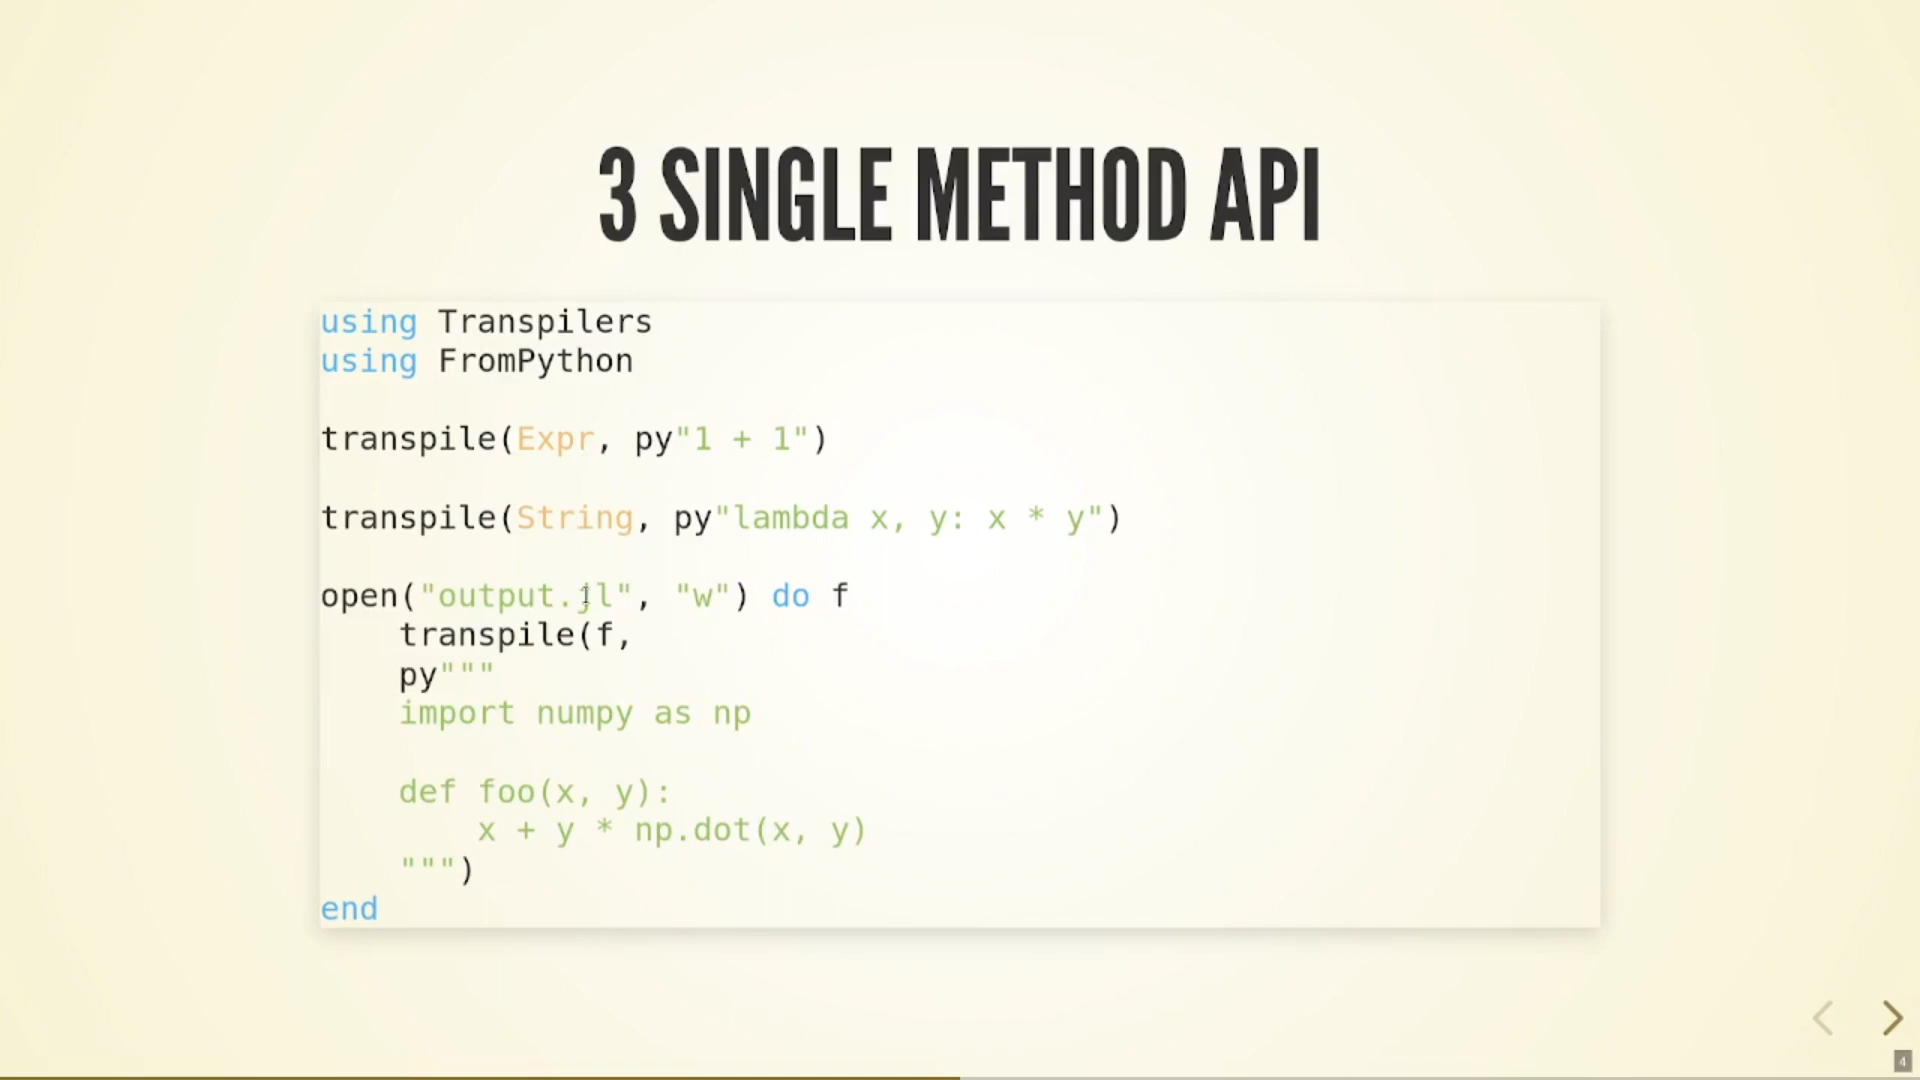 3 SINGLE METHOD API
using Transpilers
using FromPython
transpile(Expr, py"1 + 1")
transpile(String, py"lambda x, y: x * y")
open("output.jl", "w") do f
    transpile(f,
    py"""
    import numpy as np
    def foo(x, y):
        x + y * np.dot(x, y)
    """)
end
4